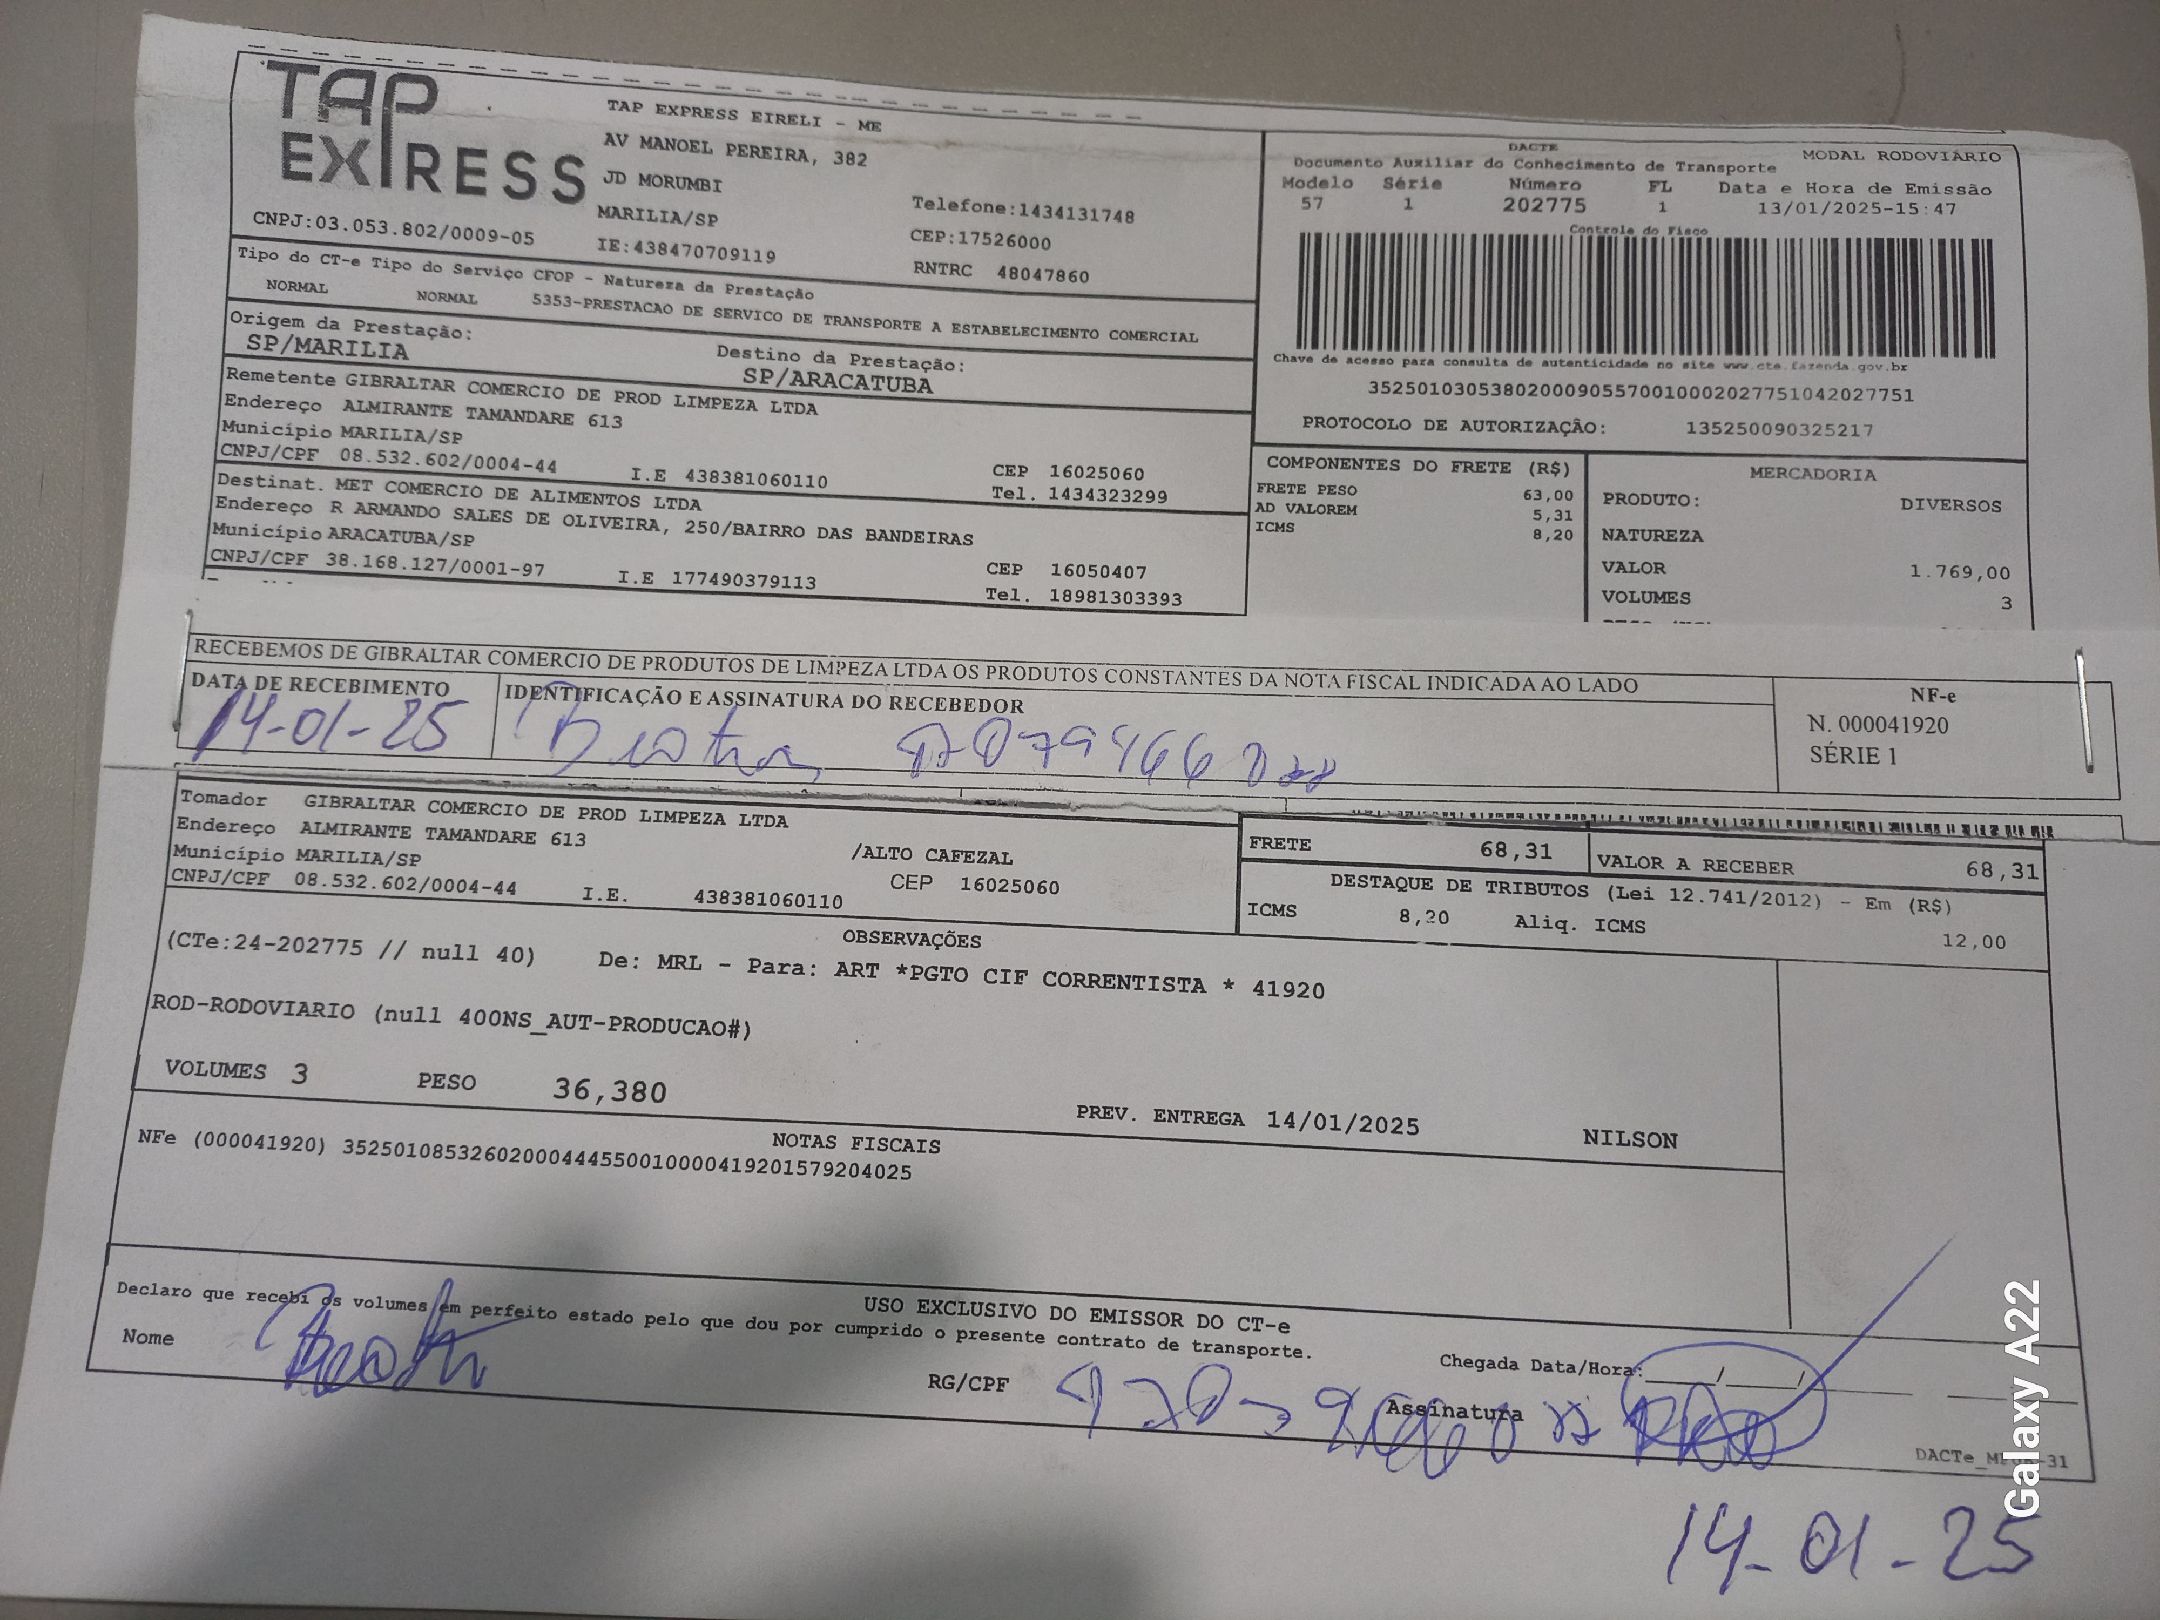 TAP EXPRESS
TAP EXPRESS EIRELI - ME
AV MANOEL PEREIRA, 382
JD MORUMBI
MARILIA/SP
Telefone:1434131748
CEP:17526000
CNPJ:03.053.802/0009-05
IE:438470709119
RNTRC 48047860
Tipo do CT-e Tipo do Serviço CFOP - Natureza da Prestação
NORMAL NORMAL 5353-PRESTACAO DE SERVICO DE TRANSPORTE A ESTABELECIMENTO COMERCIAL
Origem da Prestação:
SP/MARILIA
Destino da Prestação:
SP/ARACATUBA
Remetente GIBRALTAR COMERCIO DE PROD LIMPEZA LTDA
Endereço ALMIRANTE TAMANDARE 613
Município MARILIA/SP
CEP 16025060
CNPJ/CPF 08.532.602/0004-44 I.E 438381060110 Tel. 1434323299
Destinat. MET COMERCIO DE ALIMENTOS LTDA
Endereço R ARMANDO SALES DE OLIVEIRA, 250/BAIRRO DAS BANDEIRAS
Município ARACATUBA/SP
CEP 16050407
CNPJ/CPF 38.168.127/0001-97 I.E 177490379113 Tel. 18981303393
DACTE MODAL RODOVIÁRIO
Documento Auxiliar do Conhecimento de Transporte
Modelo Série Número FL Data e Hora de Emissão
57 1 202775 1 13/01/2025-15:47
Controle do Fisco
Chave de acesso para consulta de autenticidade no site www.cte.fazenda.gov.br
35250103053802000905570010002027751042027751
PROTOCOLO DE AUTORIZAÇÃO: 135250090325217
COMPONENTES DO FRETE (R$)
FRETE PESO 63,00
AD VALOREM 5,31
ICMS 8,20
MERCADORIA
PRODUTO: DIVERSOS
NATUREZA
VALOR 1.769,00
VOLUMES 3
RECEBEMOS DE GIBRALTAR COMERCIO DE PRODUTOS DE LIMPEZA LTDA OS PRODUTOS CONSTANTES DA NOTA FISCAL INDICADA AO LADO
DATA DE RECEBIMENTO
14-01-25
IDENTIFICAÇÃO E ASSINATURA DO RECEBEDOR
NF-e
N. 000041920
SÉRIE 1
Tomador GIBRALTAR COMERCIO DE PROD LIMPEZA LTDA
Endereço ALMIRANTE TAMANDARE 613 /ALTO CAFEZAL
Município MARILIA/SP CEP 16025060
CNPJ/CPF 08.532.602/0004-44 I.E. 438381060110
FRETE 68,31 VALOR A RECEBER 68,31
DESTAQUE DE TRIBUTOS (Lei 12.741/2012) - Em (R$)
ICMS 8,20 Aliq. ICMS 12,00
OBSERVAÇÕES
(CTe:24-202775 // null 40) De: MRL - Para: ART *PGTO CIF CORRENTISTA * 41920
ROD-RODOVIARIO (null 400NS_AUT-PRODUCAO#)
VOLUMES 3 PESO 36,380 PREV. ENTREGA 14/01/2025 NILSON
NOTAS FISCAIS
NFe (000041920) 35250108532602000444550010000419201579204025
USO EXCLUSIVO DO EMISSOR DO CT-e
Declaro que recebi os volumes em perfeito estado pelo que dou por cumprido o presente contrato de transporte.
Nome RG/CPF Assinatura
Chegada Data/Hora:____/____/____ ____
14-01-25
Galaxy A22